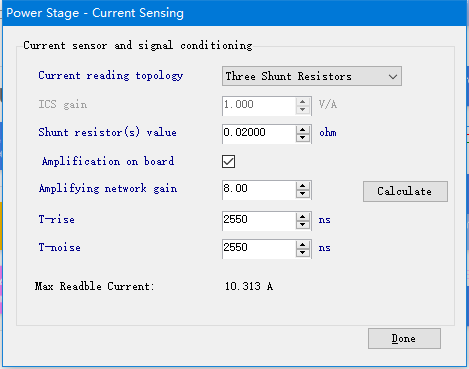 Power Stage - Current Sensing
Current sensor and signal conditioning
Current reading topology Three Shunt Resistors
ICS gain 1.000 V/A
Shunt resistor(s) value 0.02000 ohm
Amplification on board
Amplifying network gain 8.00 Calculate
T-rise 2550 ns
T-noise 2550 ns
Max Readble Current: 10.313 A
Done